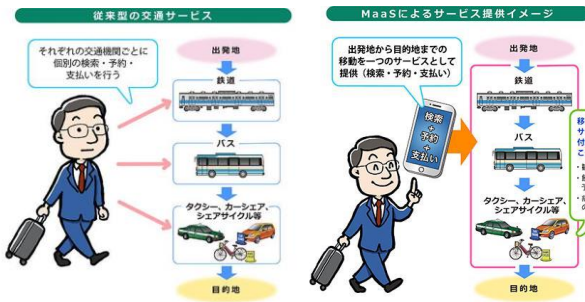 従来型の交通サービス
それぞれの交通機関ごとに
個別の検索・予約・
支払いを行う
出発地
鉄道
バス
タクシー、カーシェア、
シェアサイクル等
目的地
MaaSによるサービス提供イメージ
出発地から目的地までの
移動を一つのサービスとして
提供（検索・予約・支払い）
検索
+
予約
+
支払い
出発地
鉄道
バス
タクシー、カーシェア、
シェアサイクル等
目的地
移
サ
付
こ